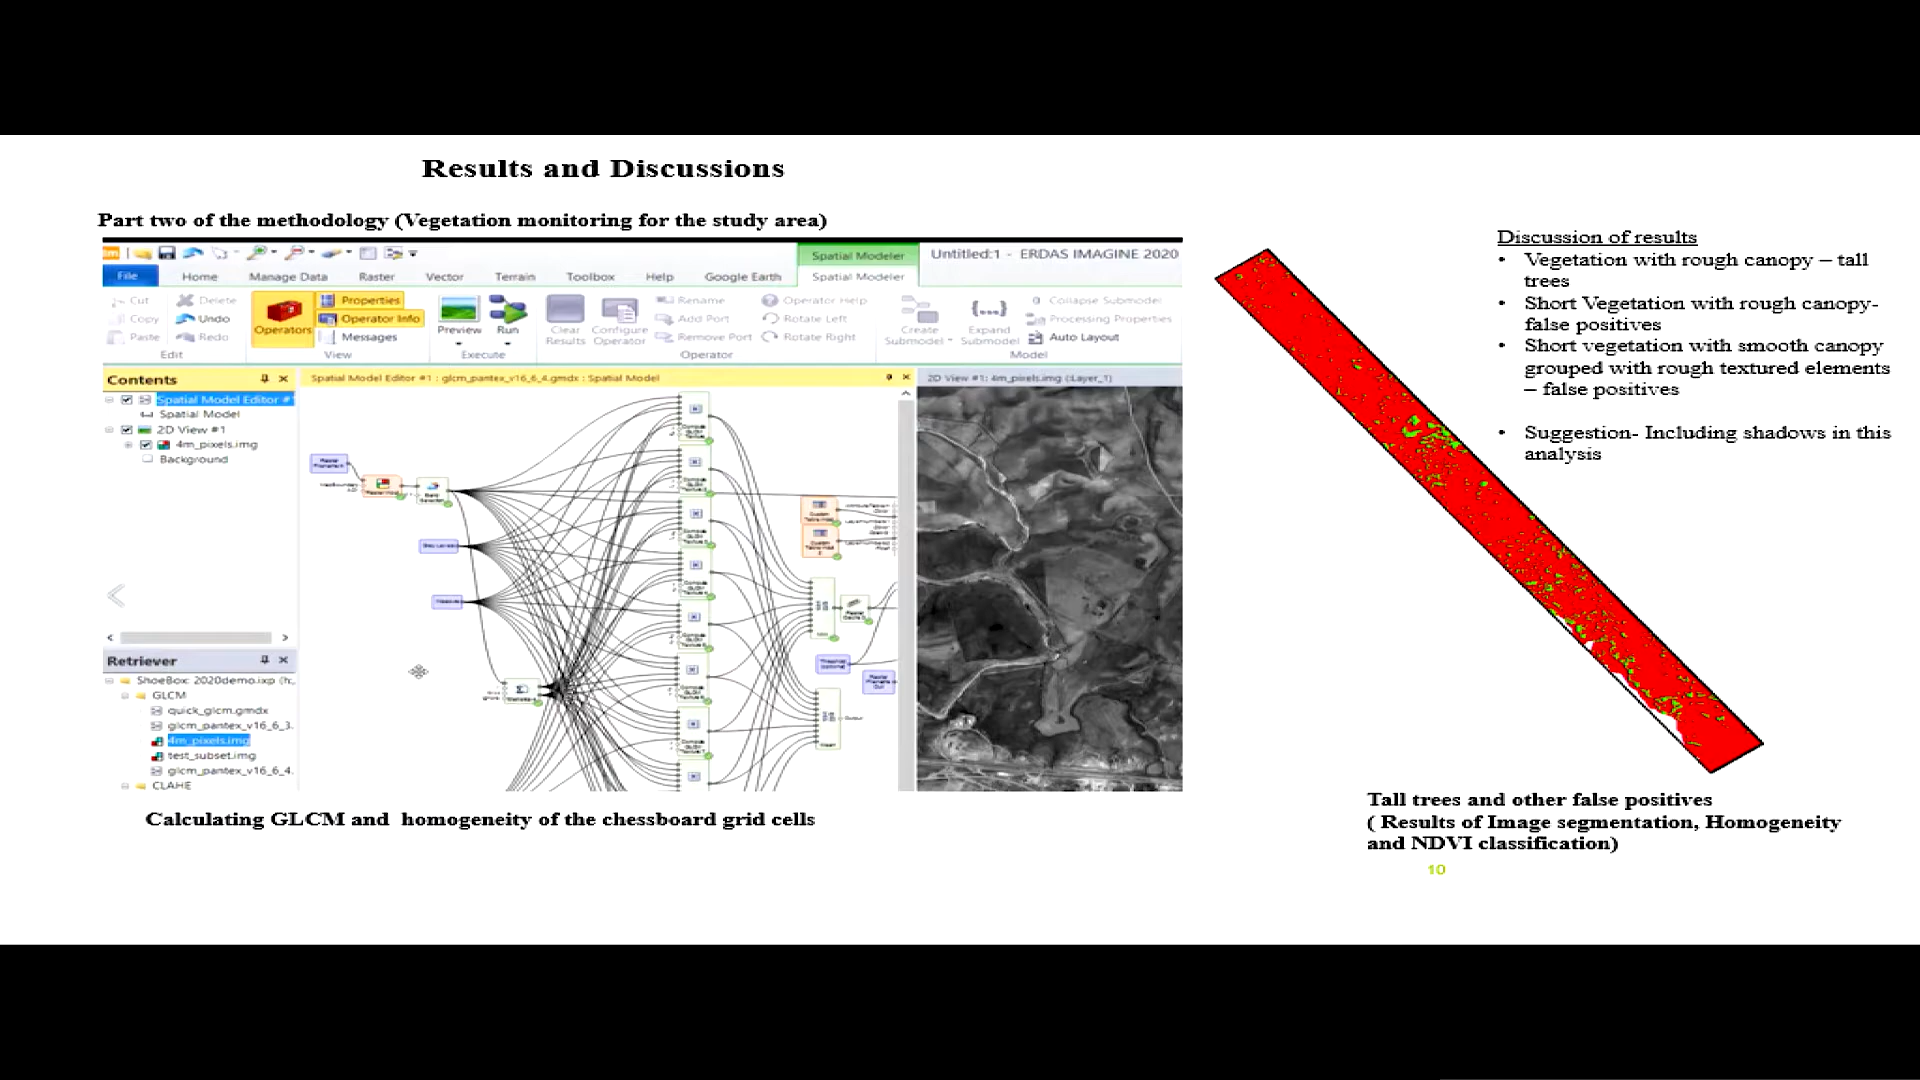 Results and Discussions
Part two of the methodology (Vegetation monitoring for the study area)
Spatial Modeler
Untitled:1 - ERDAS IMAGINE 2020
File
Home
Manage Data
Raster
Vector
Terrain
Toolbox
Help
Google Earth
Spatial Modeler
Cut
Copy
Paste
Delete
Undo
Redo
Edit
Operators
Properties
Operator Info
Messages
View
Preview
Run
Execute
Clear
Results
Configure
Operator
Rename
Add Port
Remove Port
Operator Help
Rotate Left
Rotate Right
Operator
Create
Submodel
Expand
Submodel
Collapse Submodel
Processing Properties
Auto Layout
Model
Contents
Spatial Model Editor #1
Spatial Model
2D View #1
4m_pixels.img
Background
Retriever
ShoeBox: 2020demo.ixp (h:
GLCM
quick_glcm.gmdx
glcm_pantex_v16_6_3.
4m_pixels.img
test_subset.img
glcm_pantex_v16_6_4.
CLAHE
Spatial Model Editor #1 : glcm_pantex_v16_6_4.gmdx : Spatial Model
2D View #1: 4m_pixels.img (:Layer_1)
Calculating GLCM and homogeneity of the chessboard grid cells
Discussion of results
• Vegetation with rough canopy – tall
trees
• Short Vegetation with rough canopy-
false positives
• Short vegetation with smooth canopy
grouped with rough textured elements
– false positives
• Suggestion- Including shadows in this
analysis
Tall trees and other false positives
( Results of Image segmentation, Homogeneity
and NDVI classification)
10